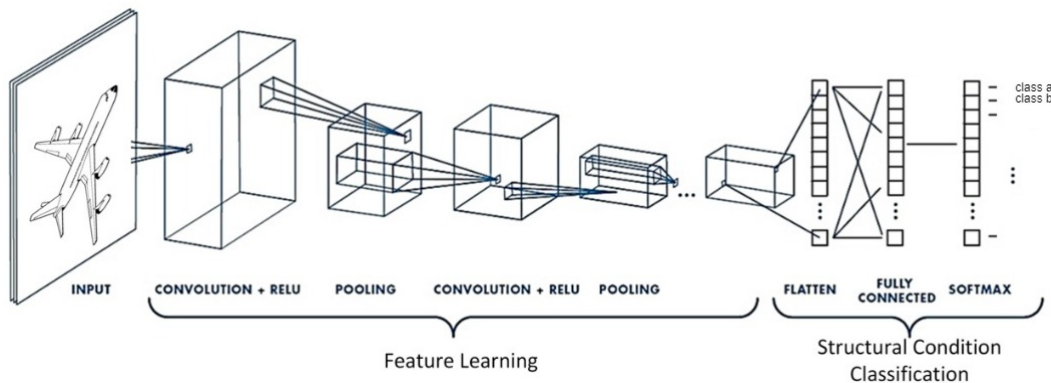 class a
class b
INPUT
CONVOLUTION + RELU
POOLING
CONVOLUTION + RELU
POOLING
FLATTEN
FULLY
CONNECTED
SOFTMAX
Feature Learning
Structural Condition
Classification